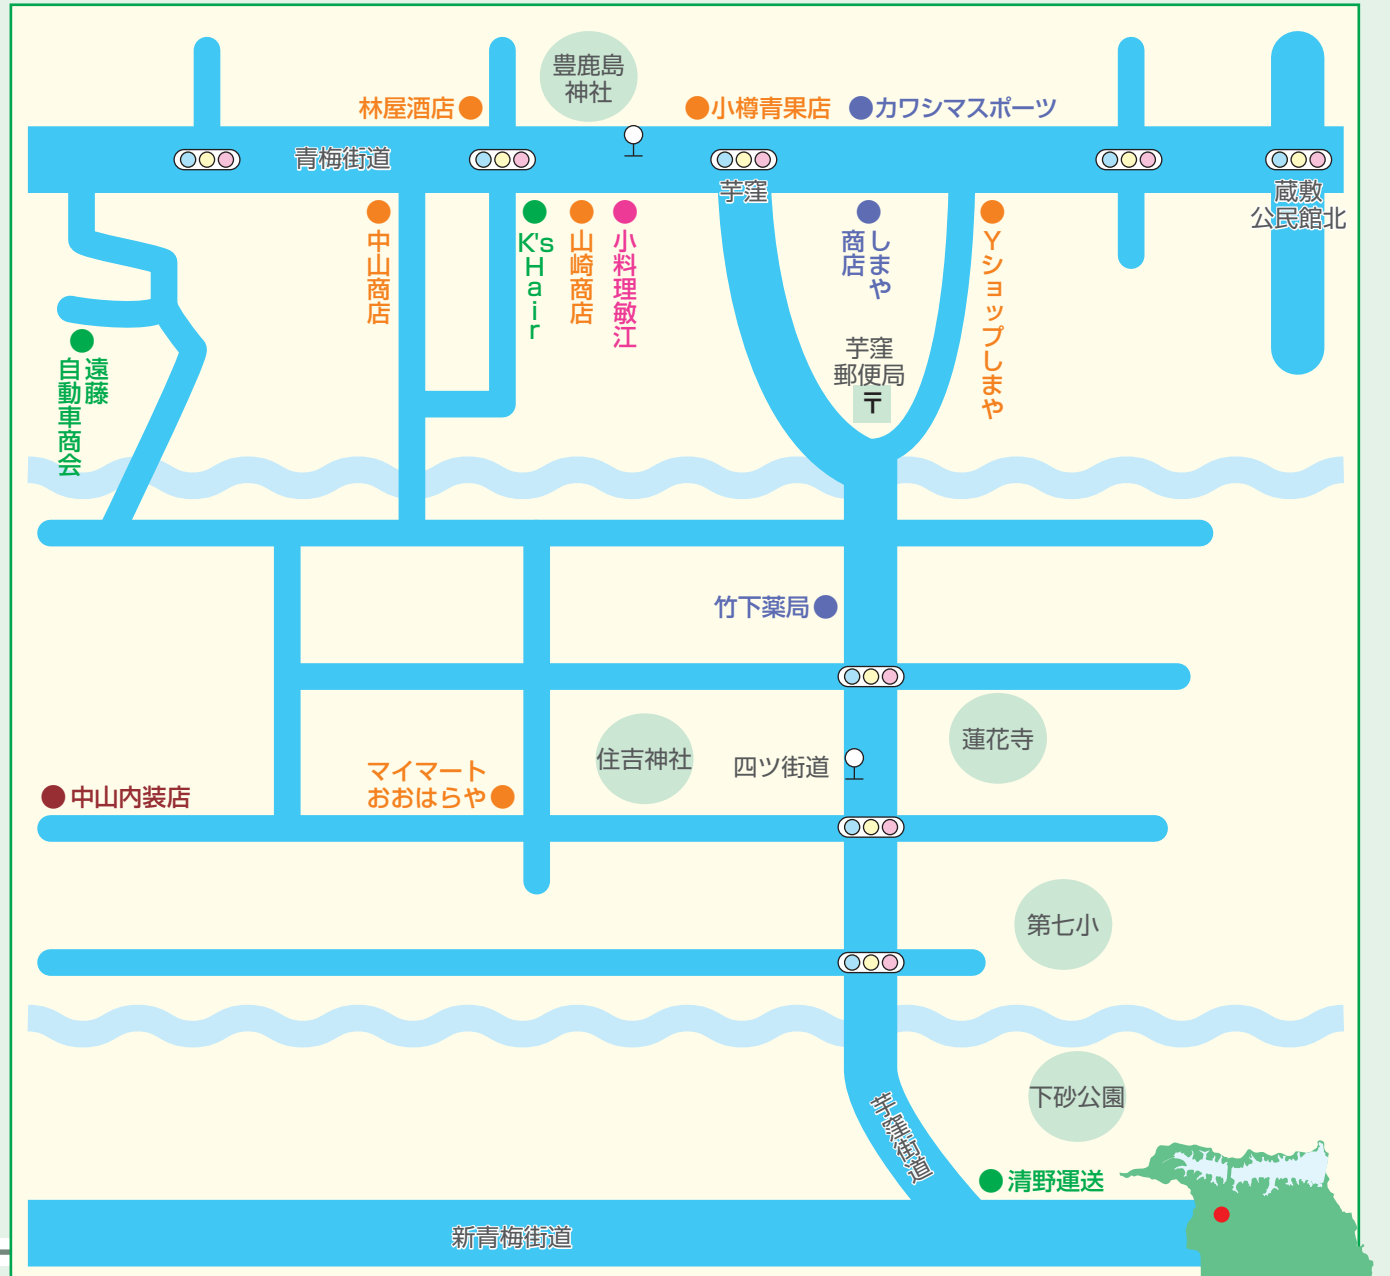 豊鹿島
神社
林屋酒店
小樽青果店
カワシマスポーツ
青梅街道
芋窪
蔵敷
公民館北
中山商店
K's Hair
山崎商店
小料理敏江
しまや
商店
Yショップしまや
芋窪
郵便局
〒
遠藤
自動車商会
竹下薬局
蓮花寺
住吉神社
四ツ街道
マイマート
おおはらや
中山内装店
第七小
下砂公園
芋窪街道
清野運送
新青梅街道